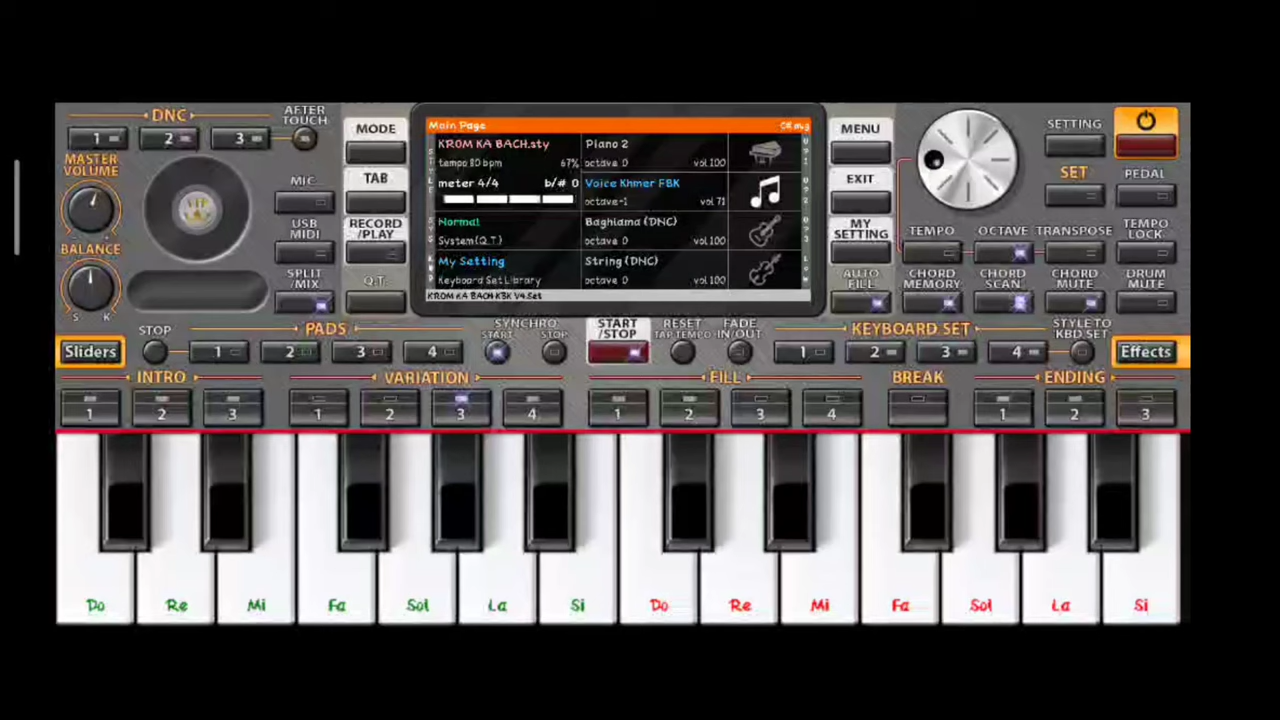 DNC
AFTER TOUCH
1 2 3
MASTER VOLUME
BALANCE
S K
MIC
USB MIDI
SPLIT /MIX
MODE
TAB
RECORD /PLAY
Q.T.
Main Page
KROM KA BACH.sty
tempo 80 bpm 67%
meter 4/4 b/# 0
Normal
System(Q.T.)
My Setting
Keyboard Set Library
KROM KA BACH KBK V4.Set
Piano 2
octave 0 vol 100
Voice Khmer FBK
octave -1 vol 71
Baghlama (DNC)
octave 0 vol 100
String (DNC)
octave 0 vol 100
MENU
EXIT
MY SETTING
AUTO FILL
SETTING
SET
PEDAL
TEMPO OCTAVE TRANSPOSE TEMPO LOCK
CHORD MEMORY CHORD SCAN CHORD MUTE DRUM MUTE
Sliders
STOP
PADS
1 2 3 4
SYNCHRO
START STOP
START /STOP
RESET
TAP TEMPO
FADE IN/OUT
KEYBOARD SET
1 2 3 4
STYLE TO KBD SET
Effects
INTRO
1 2 3
VARIATION
1 2 3 4
FILL
1 2 3 4
BREAK
ENDING
1 2 3
Do Re Mi Fa Sol La Si Do Re Mi Fa Sol La Si